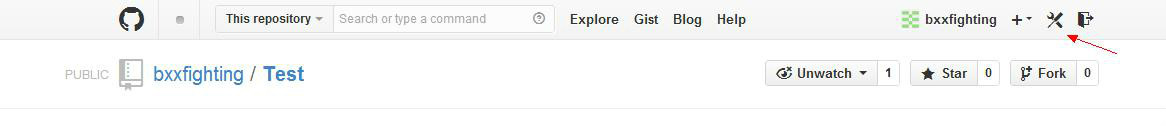 This repository Search or type a command Explore Gist Blog Help bxxfighting
PUBLIC bxxfighting / Test Unwatch 1 Star 0 Fork 0